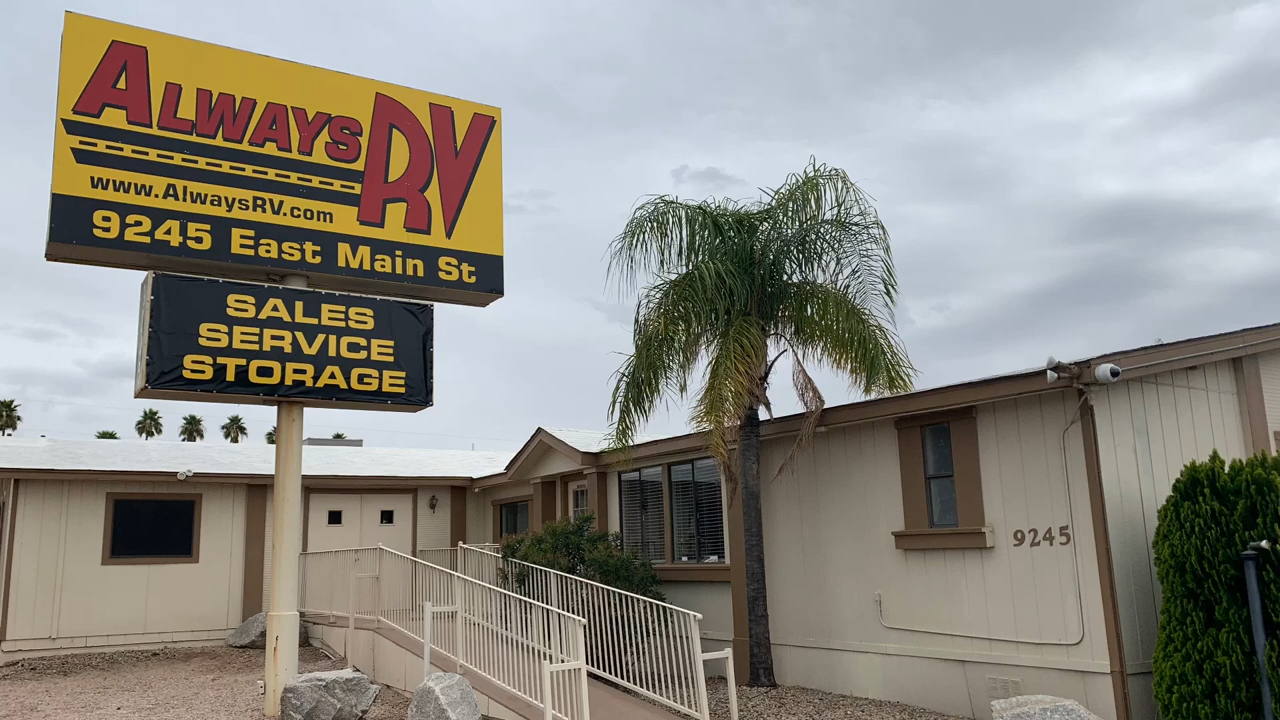 ALWAYS RV
www.AlwaysRV.com
9245 East Main St
SALES
SERVICE
STORAGE
9245